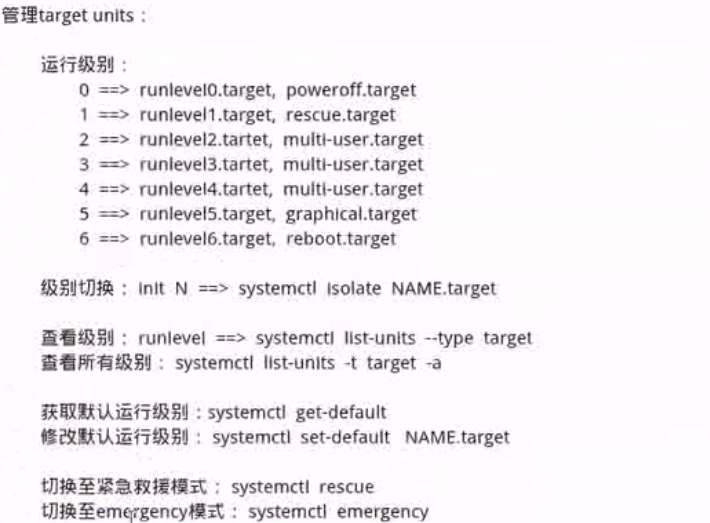 管理target units：
运行级别：
0 ==> runlevel0.target, poweroff.target
1 ==> runlevel1.target, rescue.target
2 ==> runlevel2.tartet, multi-user.target
3 ==> runlevel3.tartet, multi-user.target
4 ==> runlevel4.tartet, multi-user.target
5 ==> runlevel5.target, graphical.target
6 ==> runlevel6.target, reboot.target
级别切换： init N ==> systemctl isolate NAME.target
查看级别： runlevel ==> systemctl list-units --type target
查看所有级别： systemctl list-units -t target -a
获取默认运行级别：systemctl get-default
修改默认运行级别： systemctl set-default NAME.target
切换至紧急救援模式： systemctl rescue
切换至emergency模式： systemctl emergency